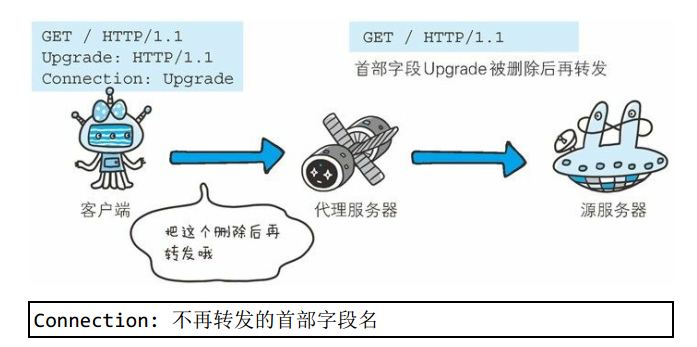 GET / HTTP/1.1
Upgrade: HTTP/1.1
Connection: Upgrade
GET / HTTP/1.1
首部字段Upgrade被删除后再转发
客户端
代理服务器
源服务器
把这个删除后再
转发哦
Connection: 不再转发的首部字段名